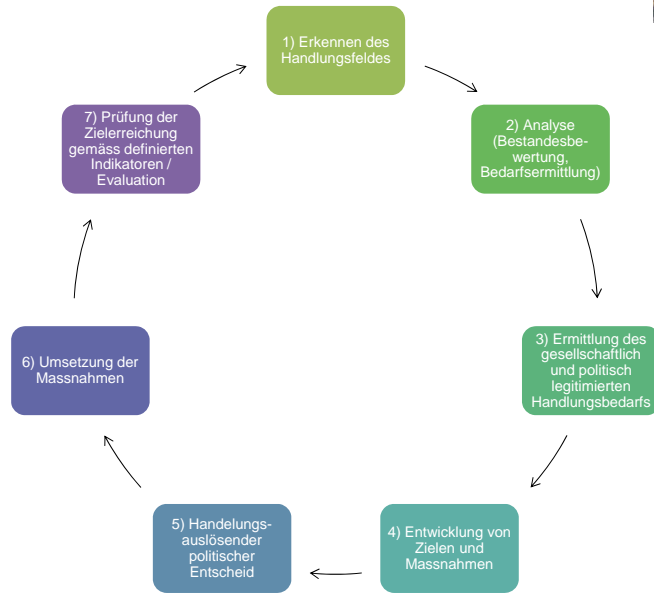 1) Erkennen des
Handlungsfeldes
2) Analyse
(Bestandesbe-
wertung,
Bedarfsermittlung)
3) Ermittlung des
gesellschaftlich
und politisch
legitimierten
Handlungsbedarfs
4) Entwicklung von
Zielen und
Massnahmen
5) Handelungs-
auslösender
politischer
Entscheid
6) Umsetzung der
Massnahmen
7) Prüfung der
Zielerreichung
gemäss definierten
Indikatoren /
Evaluation